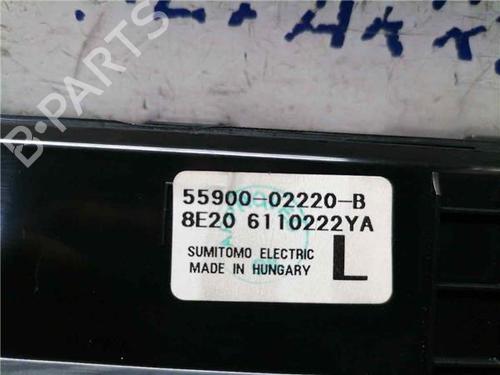 B-PARTS
55900-02220-B
8E20 6110222YA
SUMITOMO ELECTRIC
MADE IN HUNGARY
L